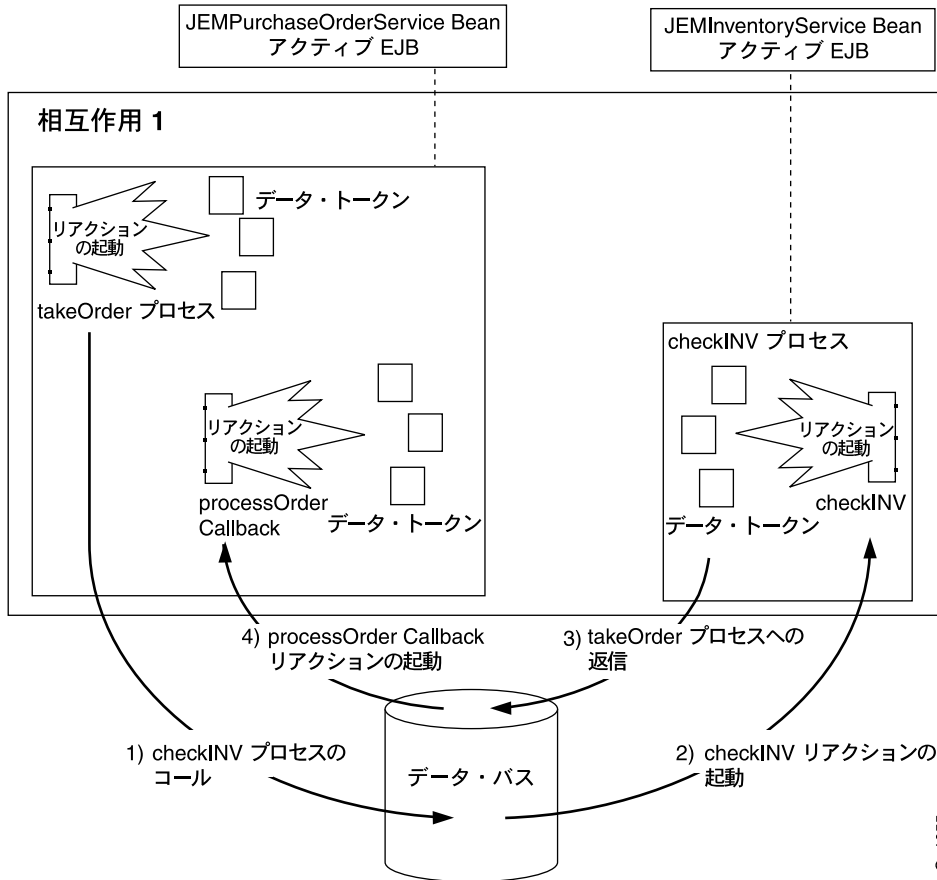 JEMPurchaseOrderService Bean
アクティブ EJB
JEMInventoryService Bean
アクティブ EJB
相互作用 1
データ・トークン
リアクション
の起動
takeOrder プロセス
リアクション
の起動
processOrder
Callback
データ・トークン
checkINV プロセス
リアクション
の起動
checkINV
データ・トークン
4) processOrder Callback
リアクションの起動
3) takeOrder プロセスへの
返信
1) checkINV プロセスの
コール
データ・バス
2) checkINV リアクションの
起動